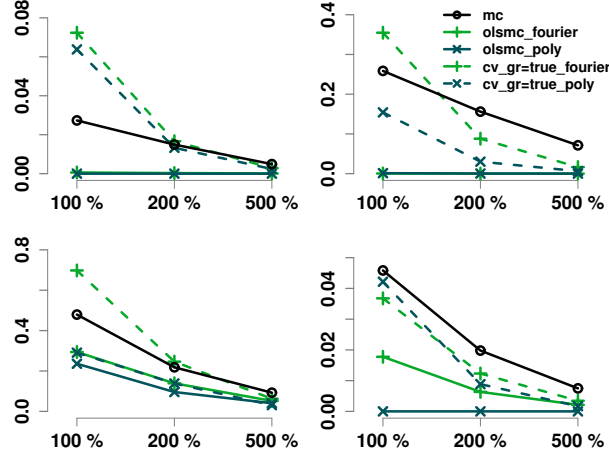 0.08
0.04
0.00
100 % 200 % 500 %
0.4
0.2
0.0
100 % 200 % 500 %
mc
olsmc_fourier
olsmc_poly
cv_gr=true_fourier
cv_gr=true_poly
0.8
0.4
0.0
100 % 200 % 500 %
0.04
0.02
0.00
100 % 200 % 500 %